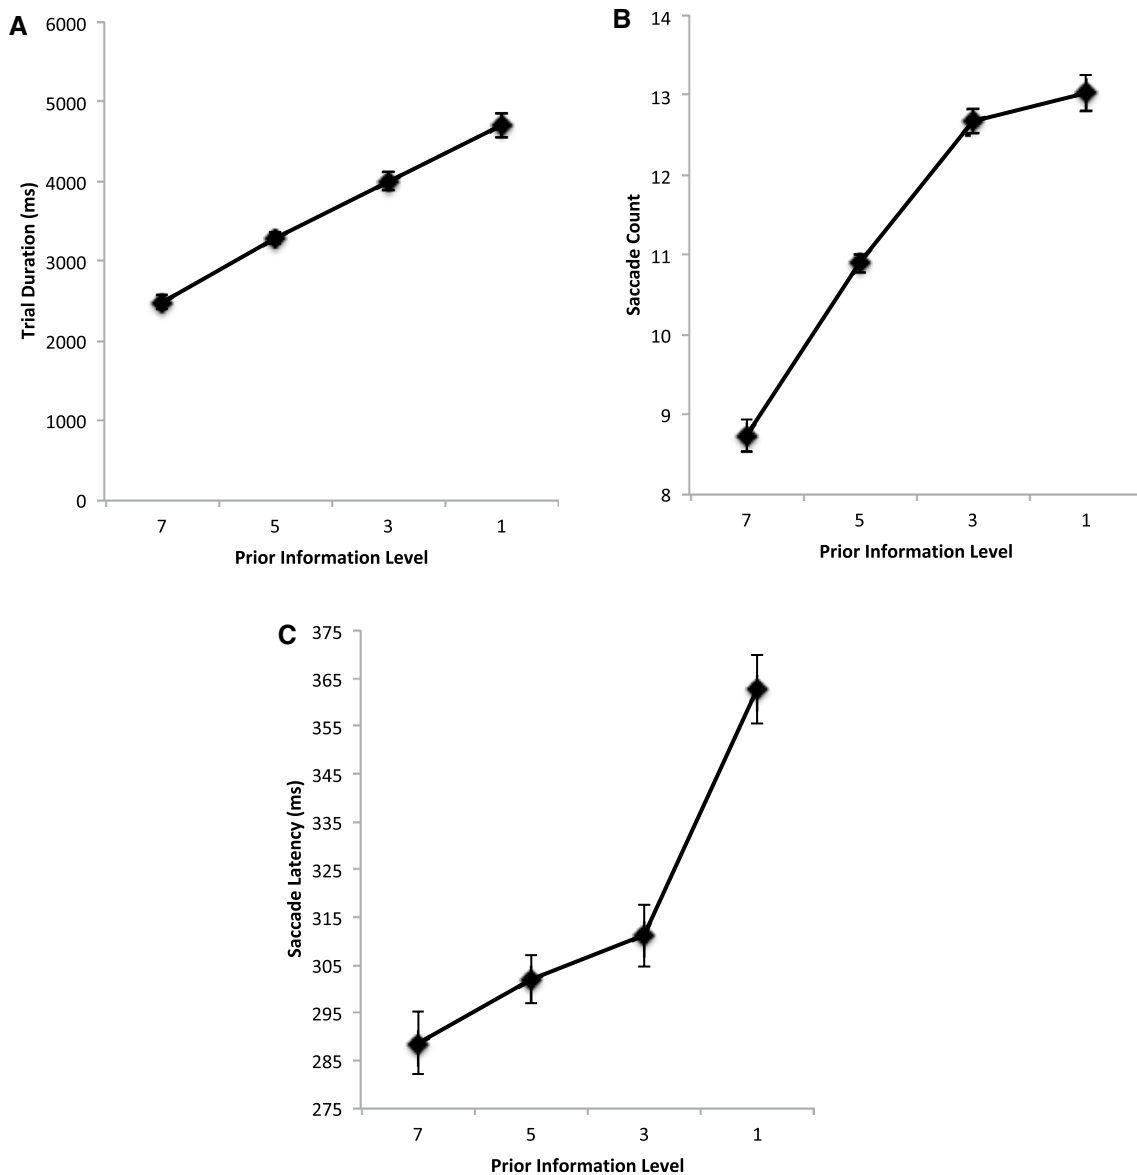 A
6000
5000
4000
3000
2000
1000
0
Trial Duration (ms)
7 5 3 1
Prior Information Level
B
14
13
12
11
10
9
8
Saccade Count
7 5 3 1
Prior Information Level
C
375
365
355
345
335
325
315
305
295
285
275
Saccade Latency (ms)
7 5 3 1
Prior Information Level